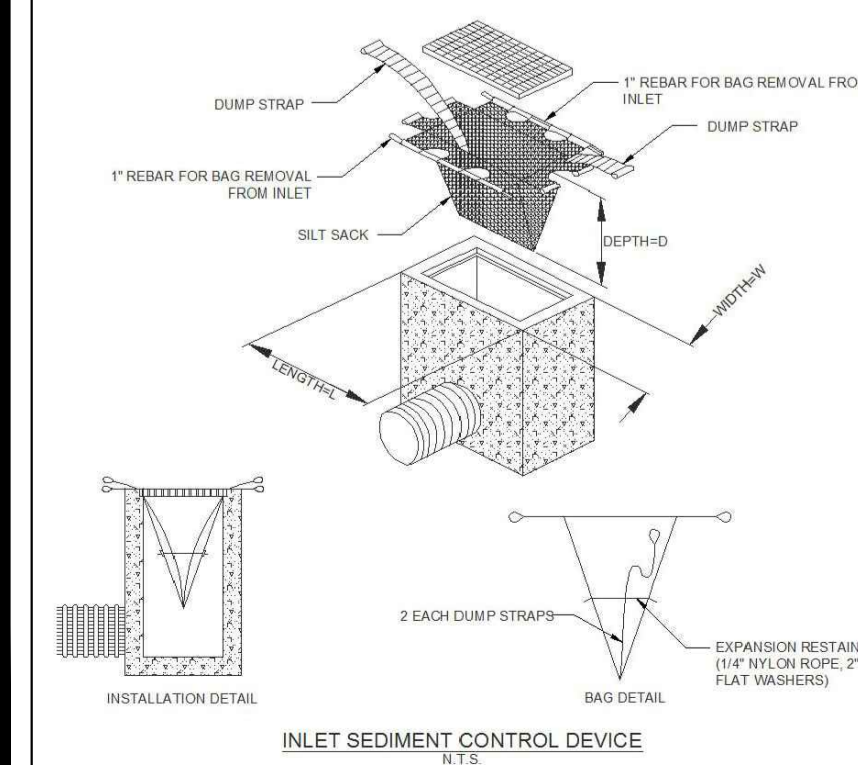 DUMP STRAP
1" REBAR FOR BAG REMOVAL FRO
INLET
DUMP STRAP
1" REBAR FOR BAG REMOVAL
FROM INLET
SILT SACK
DEPTH=D
WIDTH=W
LENGTH=L
2 EACH DUMP STRAPS
EXPANSION RESTAIN
(1/4" NYLON ROPE, 2"
FLAT WASHERS)
INSTALLATION DETAIL
BAG DETAIL
INLET SEDIMENT CONTROL DEVICE
N.T.S.